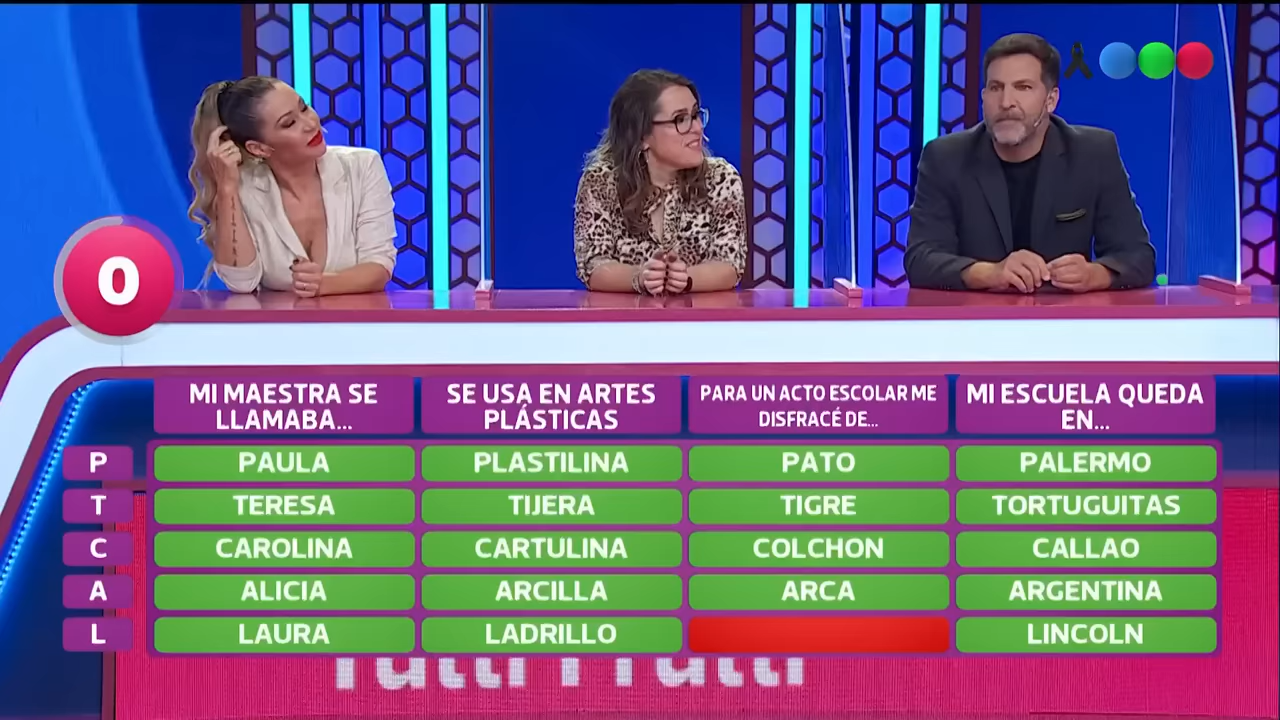 0
MI MAESTRA SE
LLAMABA...
SE USA EN ARTES
PLÁSTICAS
PARA UN ACTO ESCOLAR ME
DISFRACÉ DE...
MI ESCUELA QUEDA
EN...
P PAULA PLASTILINA PATO PALERMO
T TERESA TIJERA TIGRE TORTUGUITAS
C CAROLINA CARTULINA COLCHON CALLAO
A ALICIA ARCILLA ARCA ARGENTINA
L LAURA LADRILLO LINCOLN
Tutti Frutti